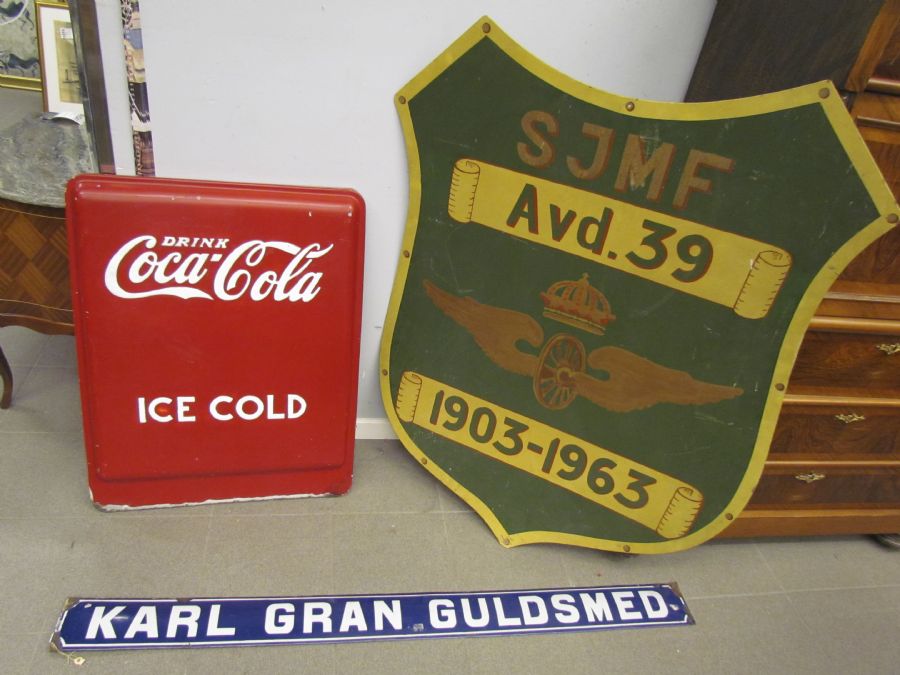 DRINK
Coca-Cola
ICE COLD
SJMF
Avd. 39
1903-1963
KARL GRAN GULDSMED